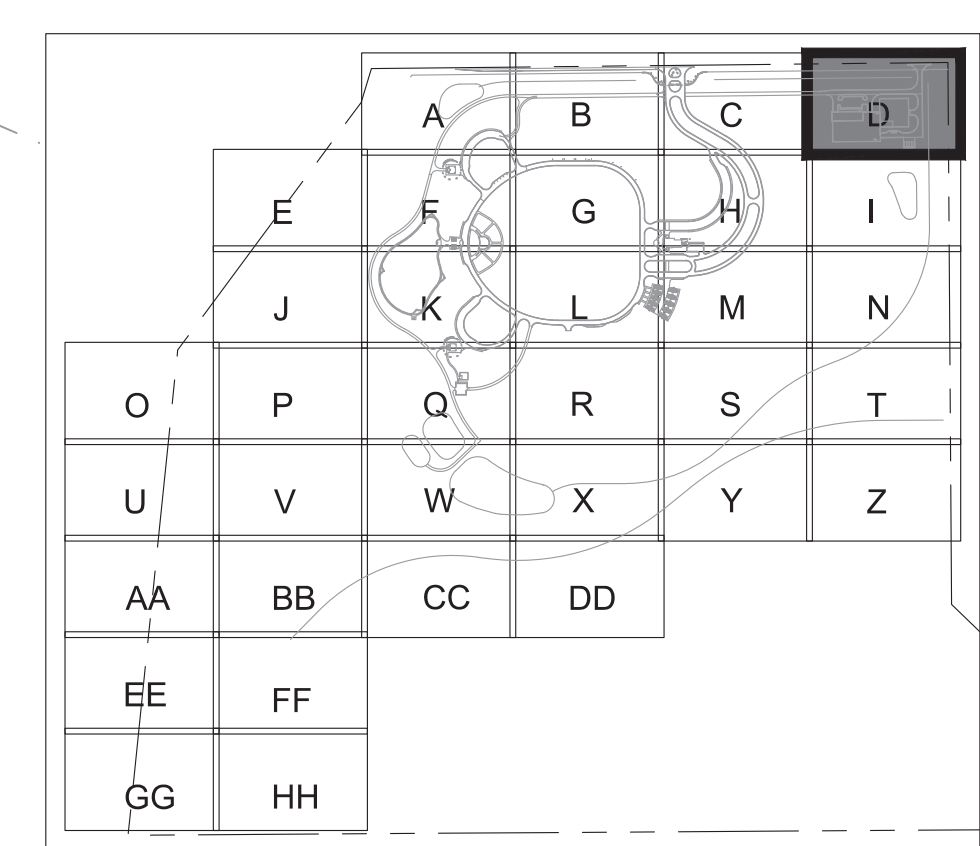 A B C D
E F G H I
J K L M N
O P Q R S T
U V W X Y Z
AA BB CC DD
EE FF
GG HH